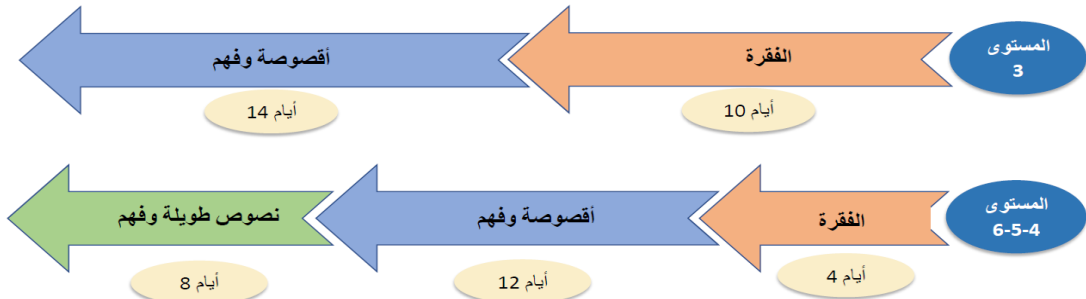 المستوى
3
الفقرة
أقصوصة وفهم
10 أيام
14 أيام
المستوى
4-5-6
الفقرة
أقصوصة وفهم
نصوص طويلة وفهم
4 أيام
12 أيام
8 أيام